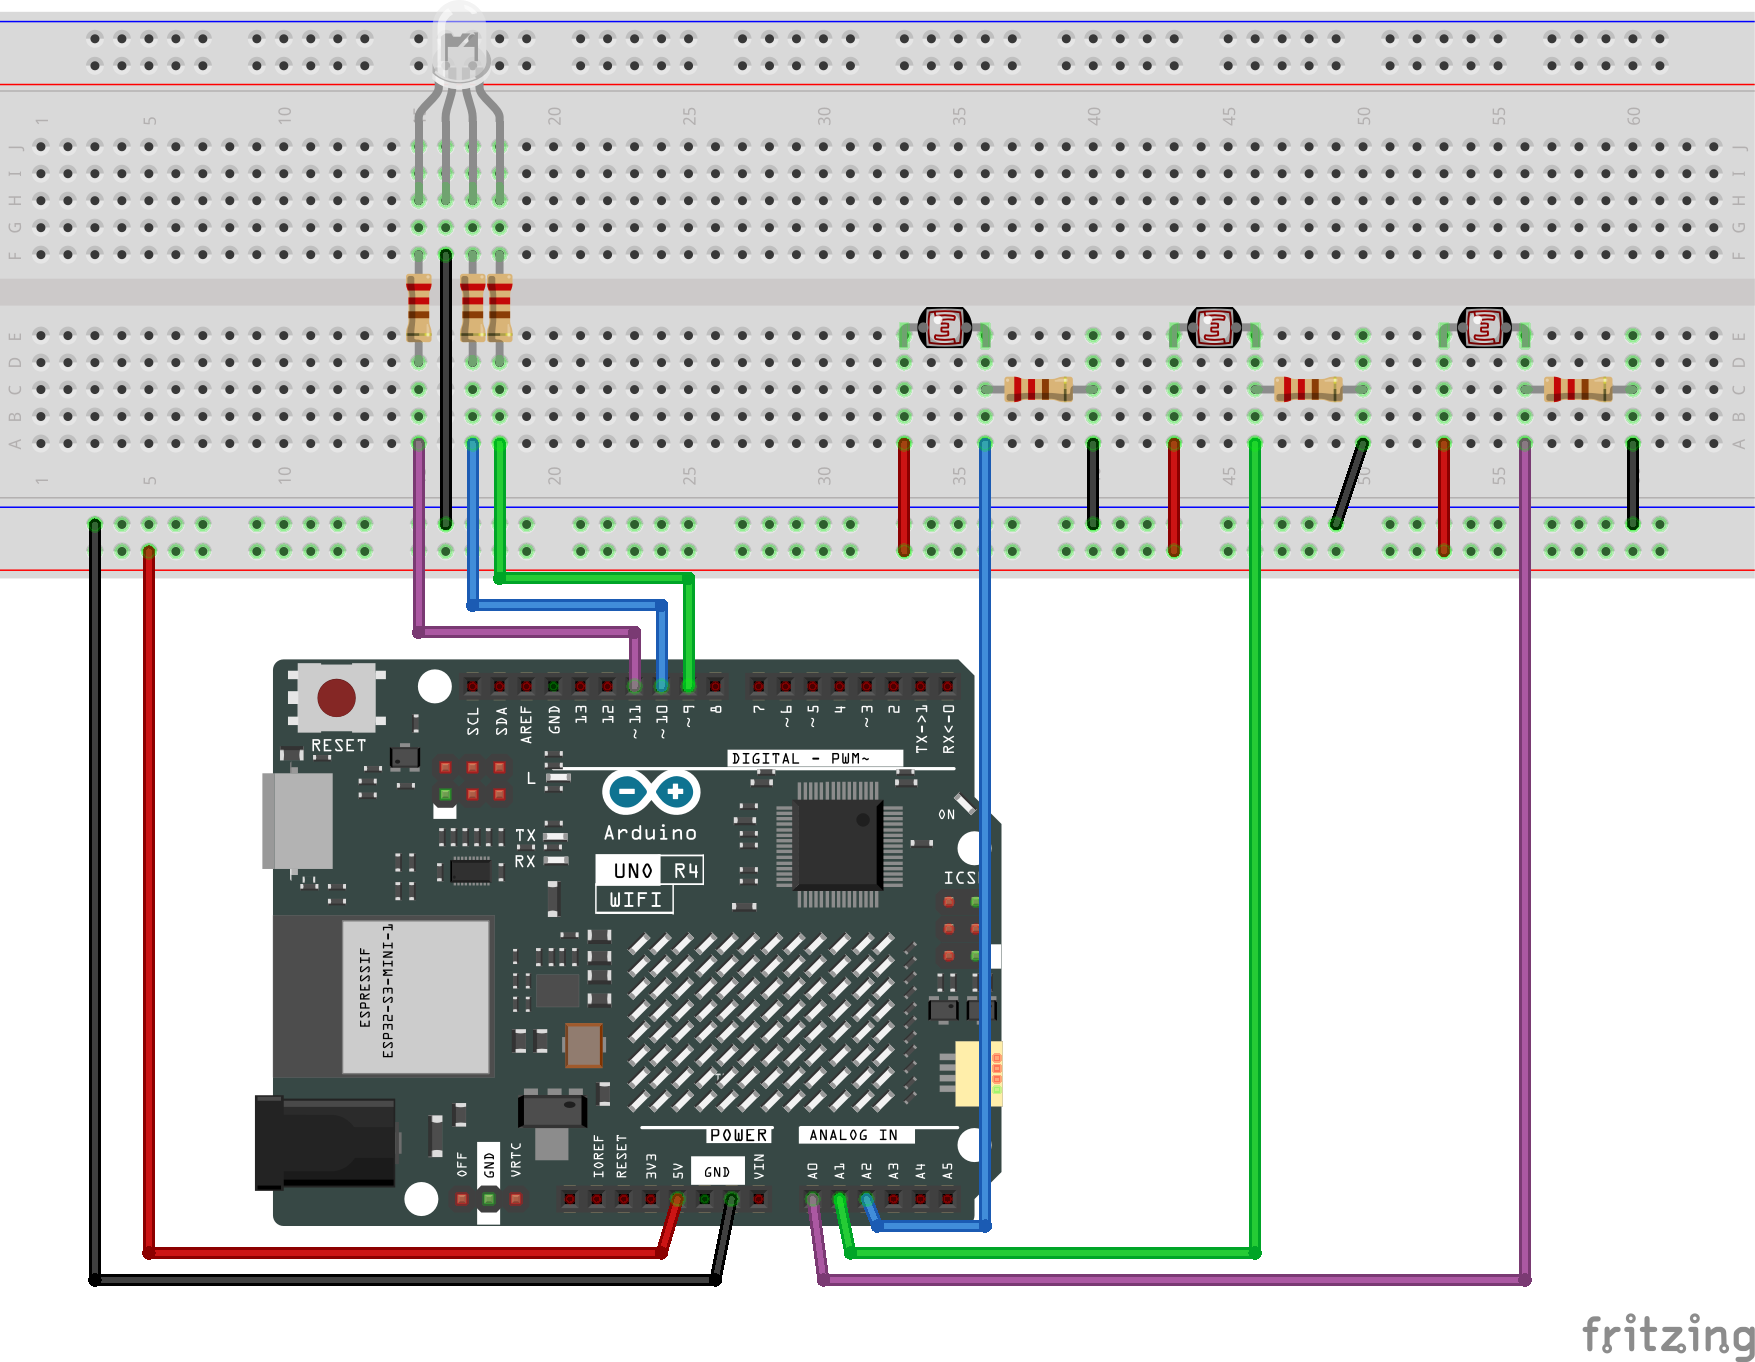 1 5 10 20 25 30 35 40 45 50 55 60
J J
I I
H H
G G
F F
E E
D D
C C
B B
A A
1 5 10 20 25 30 35 45 50 55 60
RESET
SCL SDA AREF GND 13 12 ~11 ~10 ~9 8 7 ~6 ~5 4 ~3 2 TX->1 RX<-0
DIGITAL - PWM~
L
ON
TX
RX
Arduino
UNO R4
WIFI
ICS
ESPRESSIF
ESP32-S3-MINI-1
POWER
ANALOG IN
OFF GND VRTC IOREF RESET 3V3 5V GND VIN A0 A1 A2 A3 A4 A5
fritzing